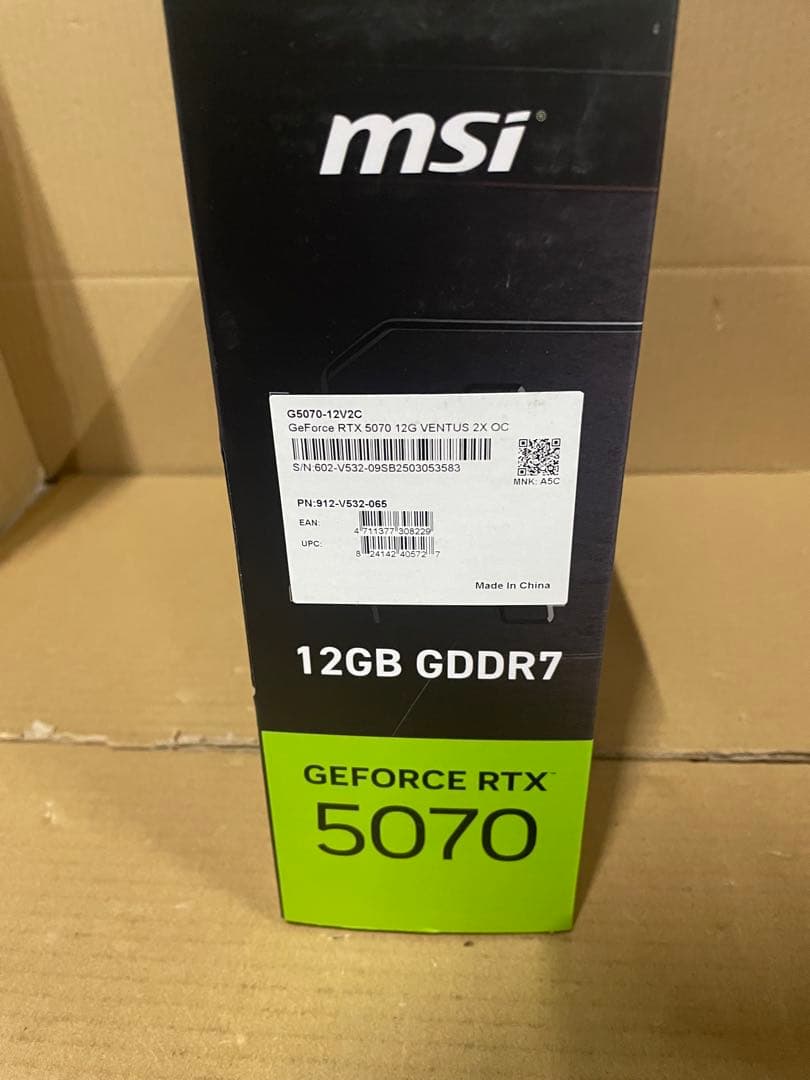 msi®
G5070-12V2C
GeForce RTX 5070 12G VENTUS 2X OC
S/N:602-V532-09SB2503053583
MNK: A5C
PN:912-V532-065
EAN:
4 711377 308229
UPC:
8 24142 40572 7
Made In China
12GB GDDR7
GEFORCE RTX™
5070